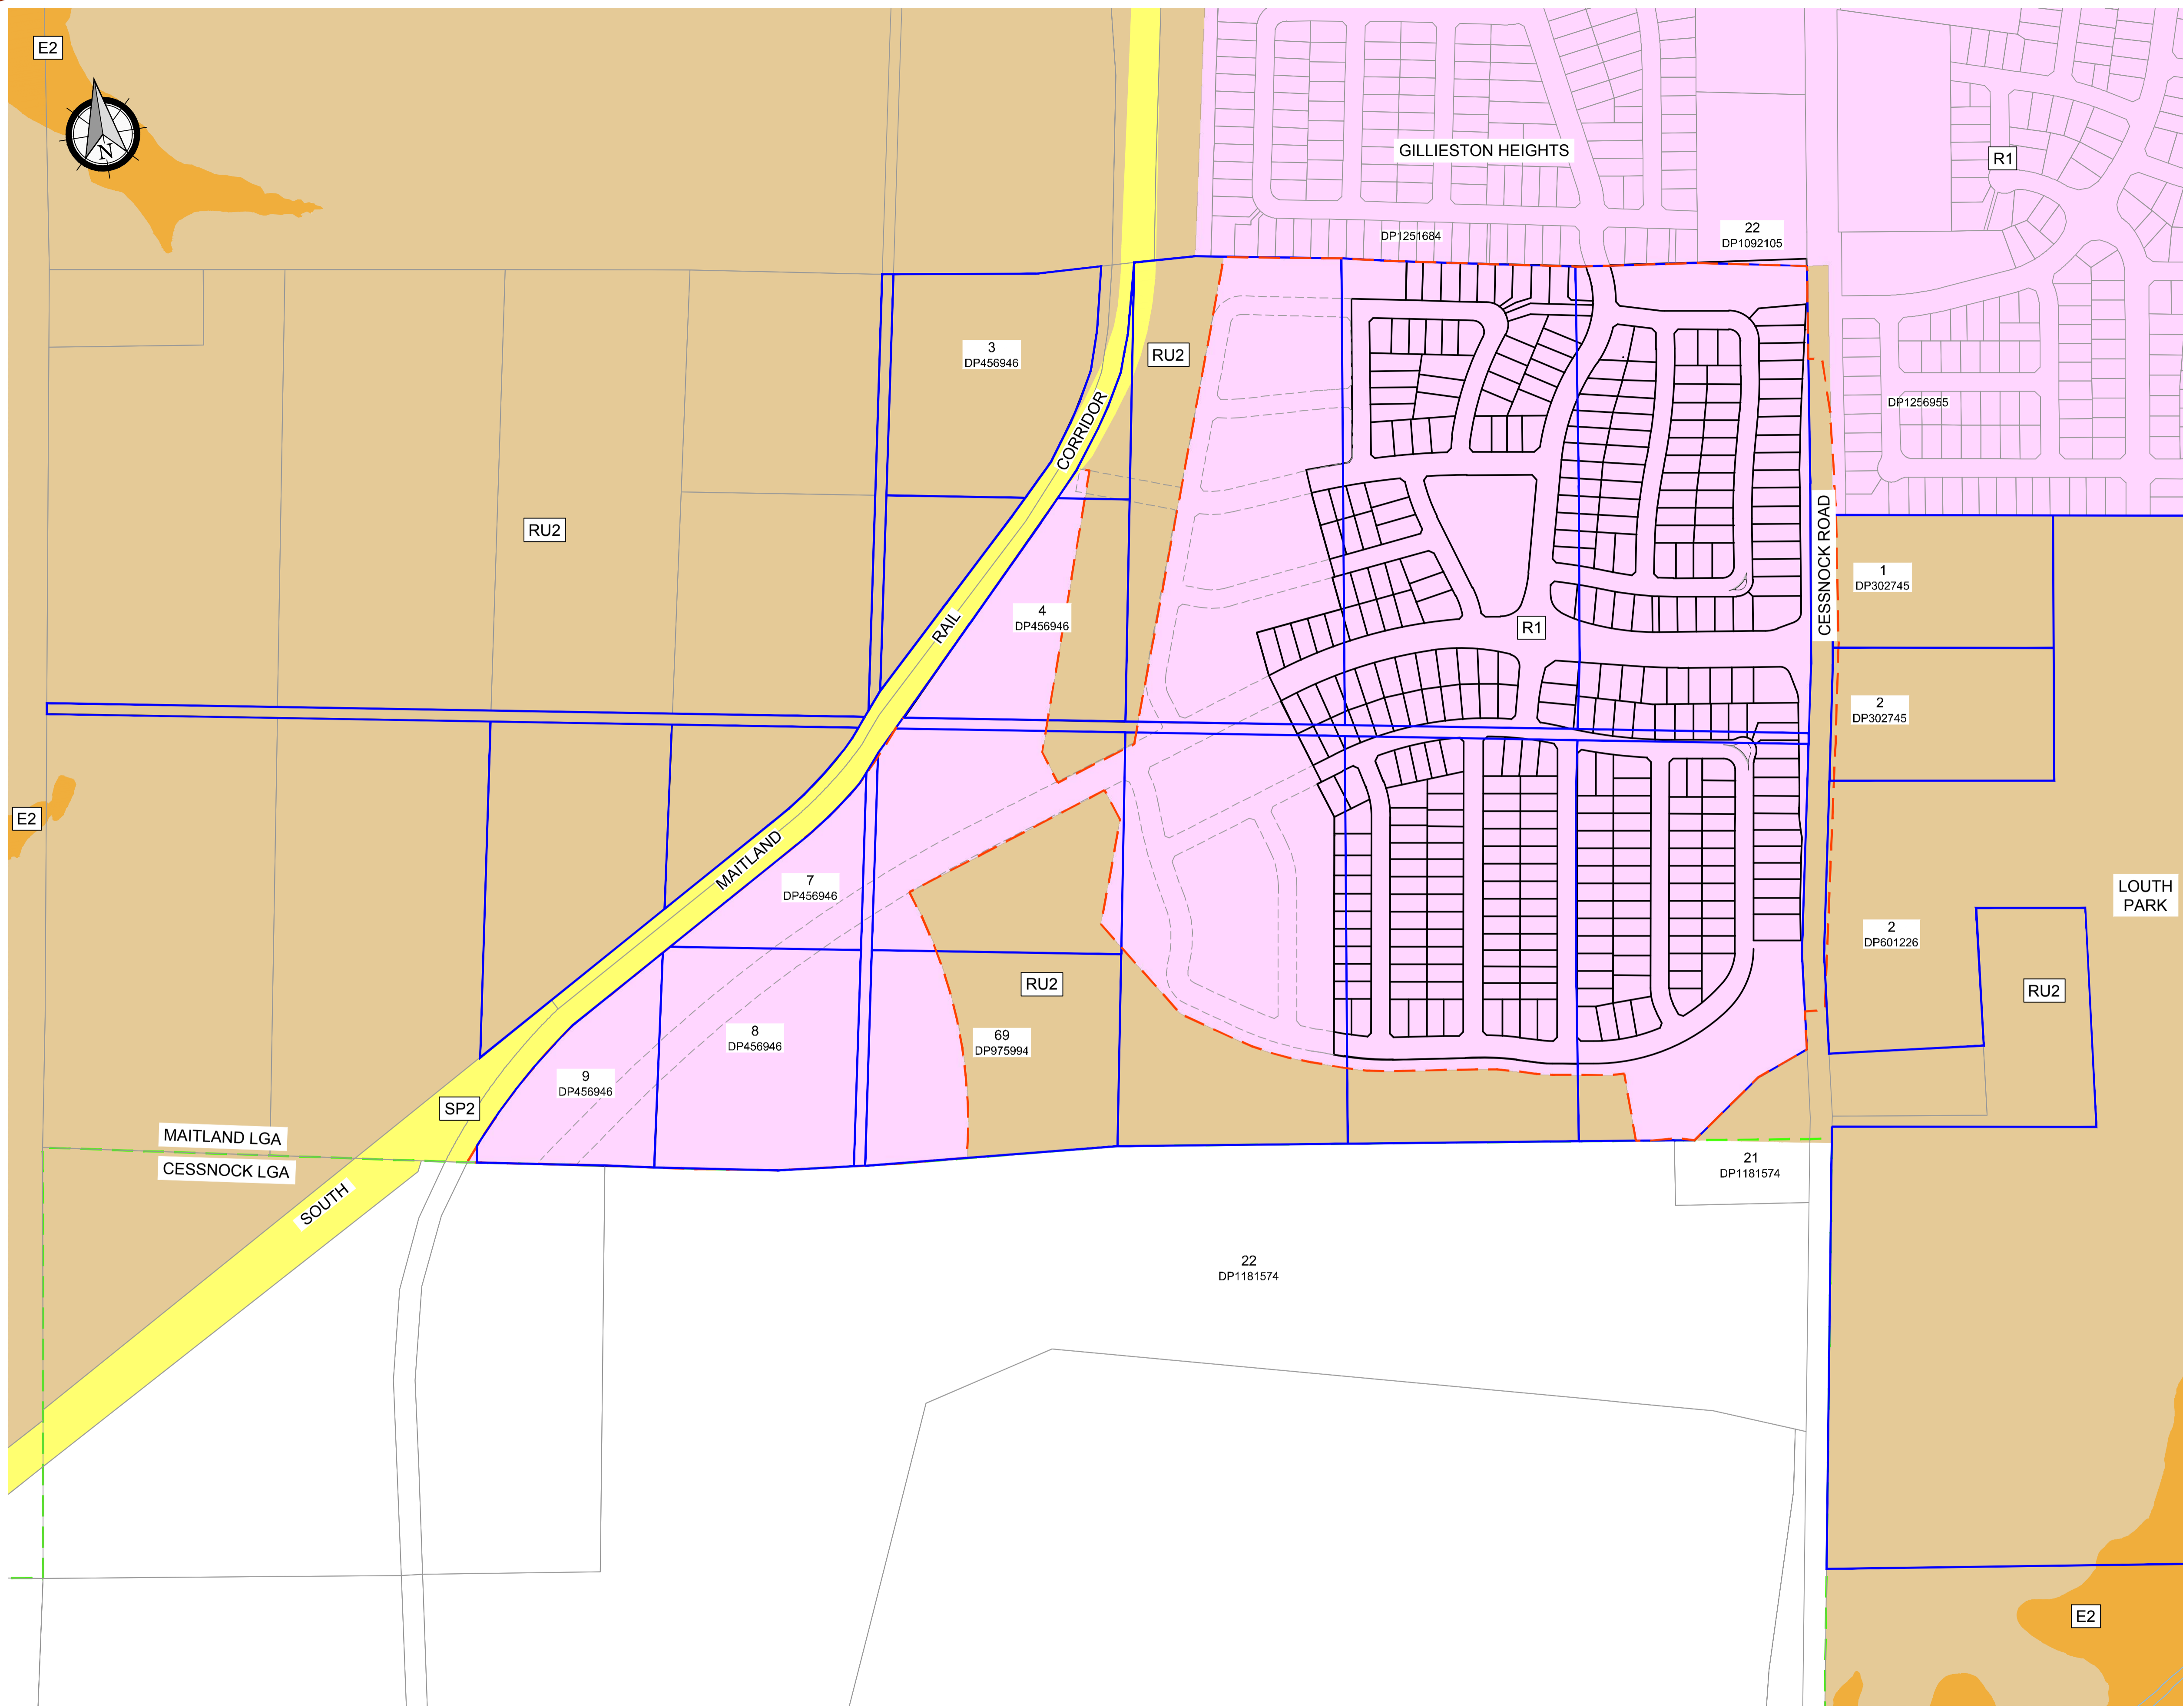 E2
N
GILLIESTON HEIGHTS
R1
DP1251684
22
DP1092105
3
DP456946
RU2
CORRIDOR
DP1256955
RU2
CESSNOCK ROAD
1
DP302745
4
DP456946
RAIL
R1
2
DP302745
E2
MAITLAND
7
DP456946
LOUTH
PARK
2
DP601226
RU2
RU2
8
DP456946
69
DP975994
9
DP456946
SP2
MAITLAND LGA
CESSNOCK LGA
SOUTH
21
DP1181574
22
DP1181574
E2